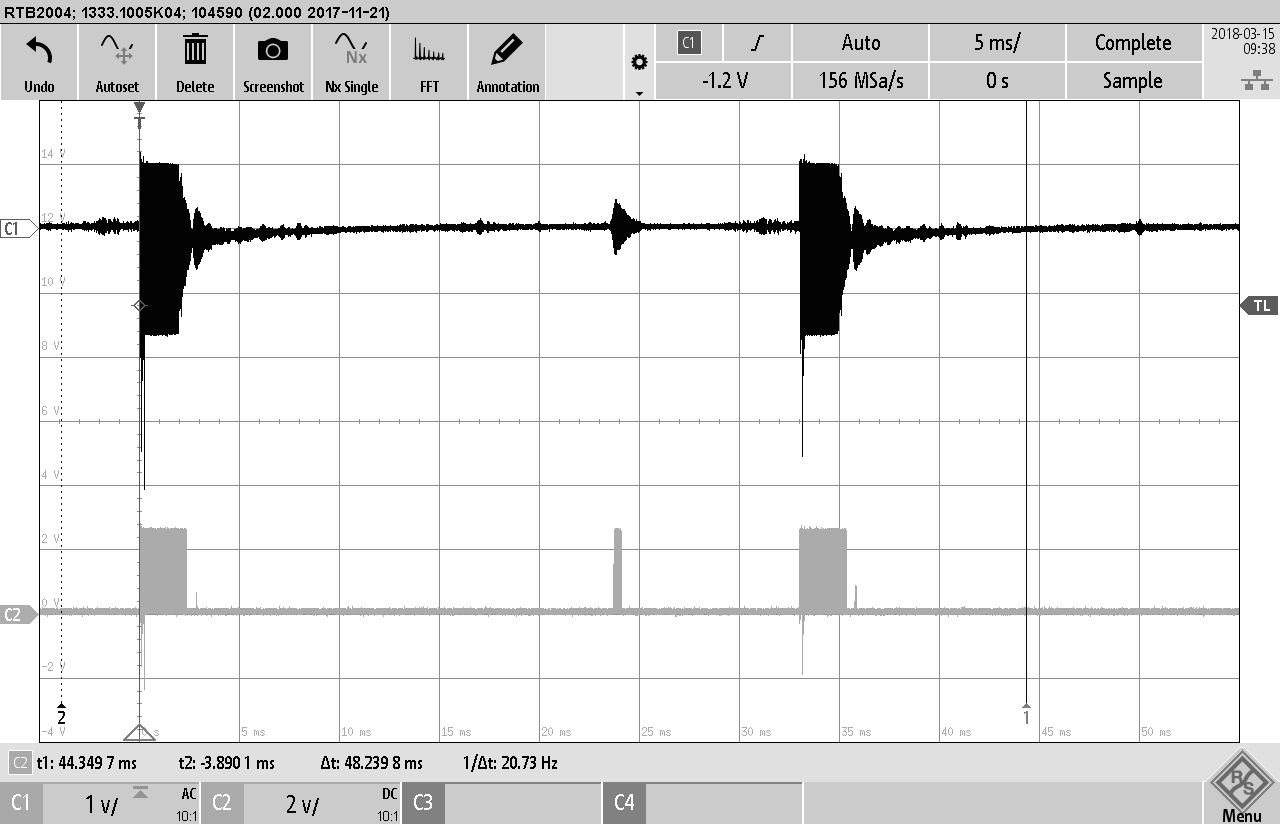 RTB2004; 1333.1005K04; 104590 (02.000 2017-11-21)
Undo Autoset Delete Screenshot Nx Single FFT Annotation
Nx
C1 Auto 5 ms/ Complete
-1.2 V 156 MSa/s 0 s Sample
2018-03-15
09:38
T
14 V
12 V
C1
10 V
TL
8 V
6 V
4 V
2 V
0 V
C2
-2 V
2
1
-4 V 0 s 5 ms 10 ms 15 ms 20 ms 25 ms 30 ms 35 ms 40 ms 45 ms 50 ms
C2 t1: 44.349 7 ms t2: -3.890 1 ms Δt: 48.239 8 ms 1/Δt: 20.73 Hz
C1 1 V/ AC 10:1 C2 2 V/ DC 10:1 C3 C4
R S
Menu